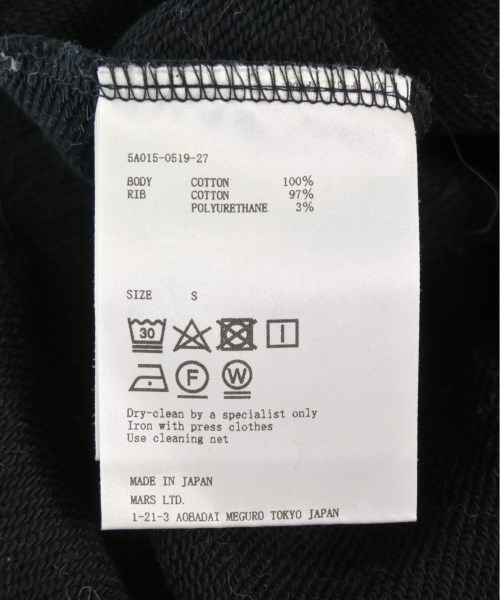 5A015-0519-27
BODY COTTON 100%
RIB COTTON 97%
POLYURETHANE 3%
SIZE S
30
F W
Dry-clean by a specialist only
Iron with press clothes
Use cleaning net
MADE IN JAPAN
MARS LTD.
1-21-3 AOBADAI MEGURO TOKYO JAPAN